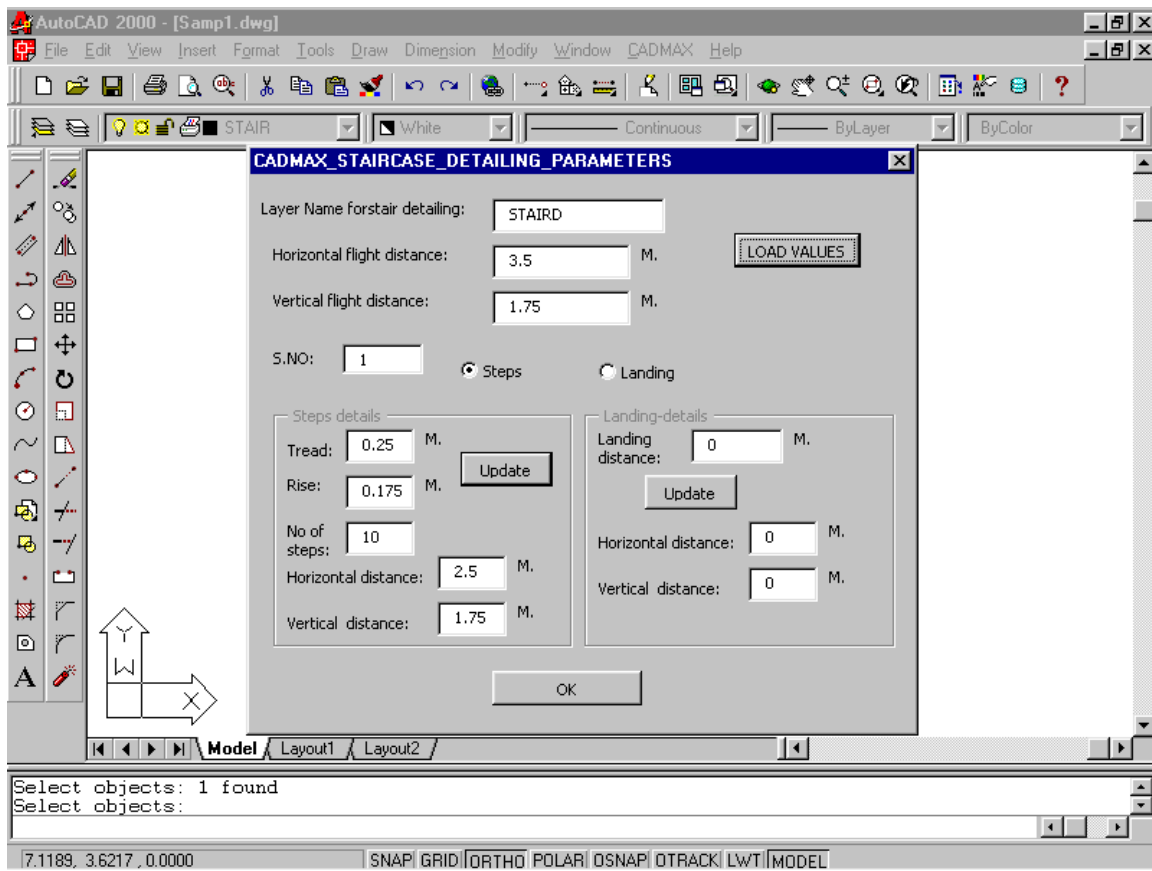 AutoCAD 2000 - [Samp1.dwg]
File Edit View Insert Format Tools Draw Dimension Modify Window CADMAX Help
STAIR White Continuous ByLayer ByColor
CADMAX_STAIRCASE_DETAILING_PARAMETERS
Layer Name forstair detailing: STAIRD
Horizontal flight distance: 3.5 M. LOAD VALUES
Vertical flight distance: 1.75 M.
S.NO: 1 Steps Landing
Steps details
Tread: 0.25 M.
Update
Rise: 0.175 M.
No of steps: 10
Horizontal distance: 2.5 M.
Vertical distance: 1.75 M.
Landing-details
Landing distance: 0 M.
Update
Horizontal distance: 0 M.
Vertical distance: 0 M.
OK
Y
W
X
A
Model Layout1 Layout2
Select objects: 1 found
Select objects:
7.1189, 3.6217 , 0.0000 SNAP GRID ORTHO POLAR OSNAP OTRACK LWT MODEL